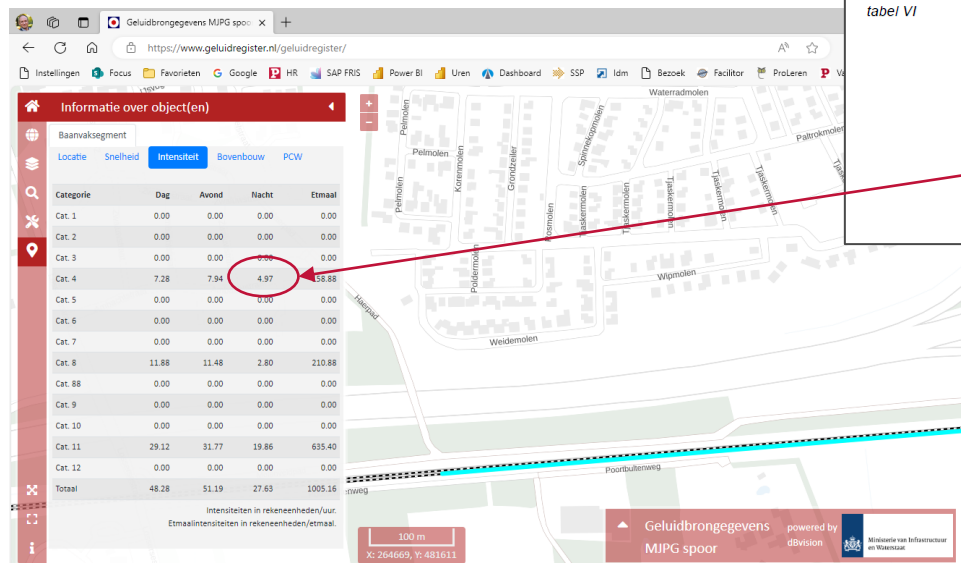 tabel VI
Geluidbrongegevens MJPG spoo
https://www.geluidregister.nl/geluidregister/
Instellingen Focus Favorieten Google HR SAP FRIS Power BI Uren Dashboard SSP Idm Bezoek Facilitor ProLeren
Informatie over object(en)
Baanvaksegment
Locatie Snelheid Intensiteit Bovenbouw PCW
Categorie Dag Avond Nacht Etmaal
Cat. 1 0.00 0.00 0.00 0.00
Cat. 2 0.00 0.00 0.00 0.00
Cat. 3 0.00 0.00 0.00 0.00
Cat. 4 7.28 7.94 4.97 158.88
Cat. 5 0.00 0.00 0.00 0.00
Cat. 6 0.00 0.00 0.00 0.00
Cat. 7 0.00 0.00 0.00 0.00
Cat. 8 11.88 11.48 2.80 210.88
Cat. 88 0.00 0.00 0.00 0.00
Cat. 9 0.00 0.00 0.00 0.00
Cat. 10 0.00 0.00 0.00 0.00
Cat. 11 29.12 31.77 19.86 635.40
Cat. 12 0.00 0.00 0.00 0.00
Totaal 48.28 51.19 27.63 1005.16
Intensiteiten in rekeneenheden/uur.
Etmaalintensiteiten in rekeneenheden/etmaal.
Waterradmolen
Pelmolen
Pelmolen
Pelmolen
Korenmolen
Grondzeiler
Spinnekopmolen
Paltrokmolen
Tjaskermolen
Tjaskermolen
Tjaskermolen
Tjaskermolen
Tjaskermolen
Rosmolen
Poldermolen
Wipmolen
Haerpad
Weidemolen
Poortbuitenweg
100 m
X: 264669, Y: 481611
Geluidbrongegevens
MJPG spoor
powered by
dBvision
Ministerie van Infrastructuur
en Waterstaat